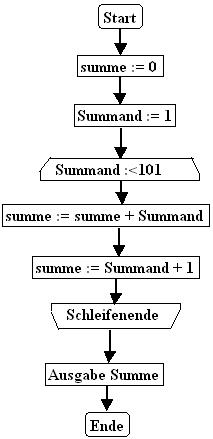 Start
summe := 0
Summand := 1
Summand :<101
summe := summe + Summand
summe := Summand + 1
Schleifenende
Ausgabe Summe
Ende